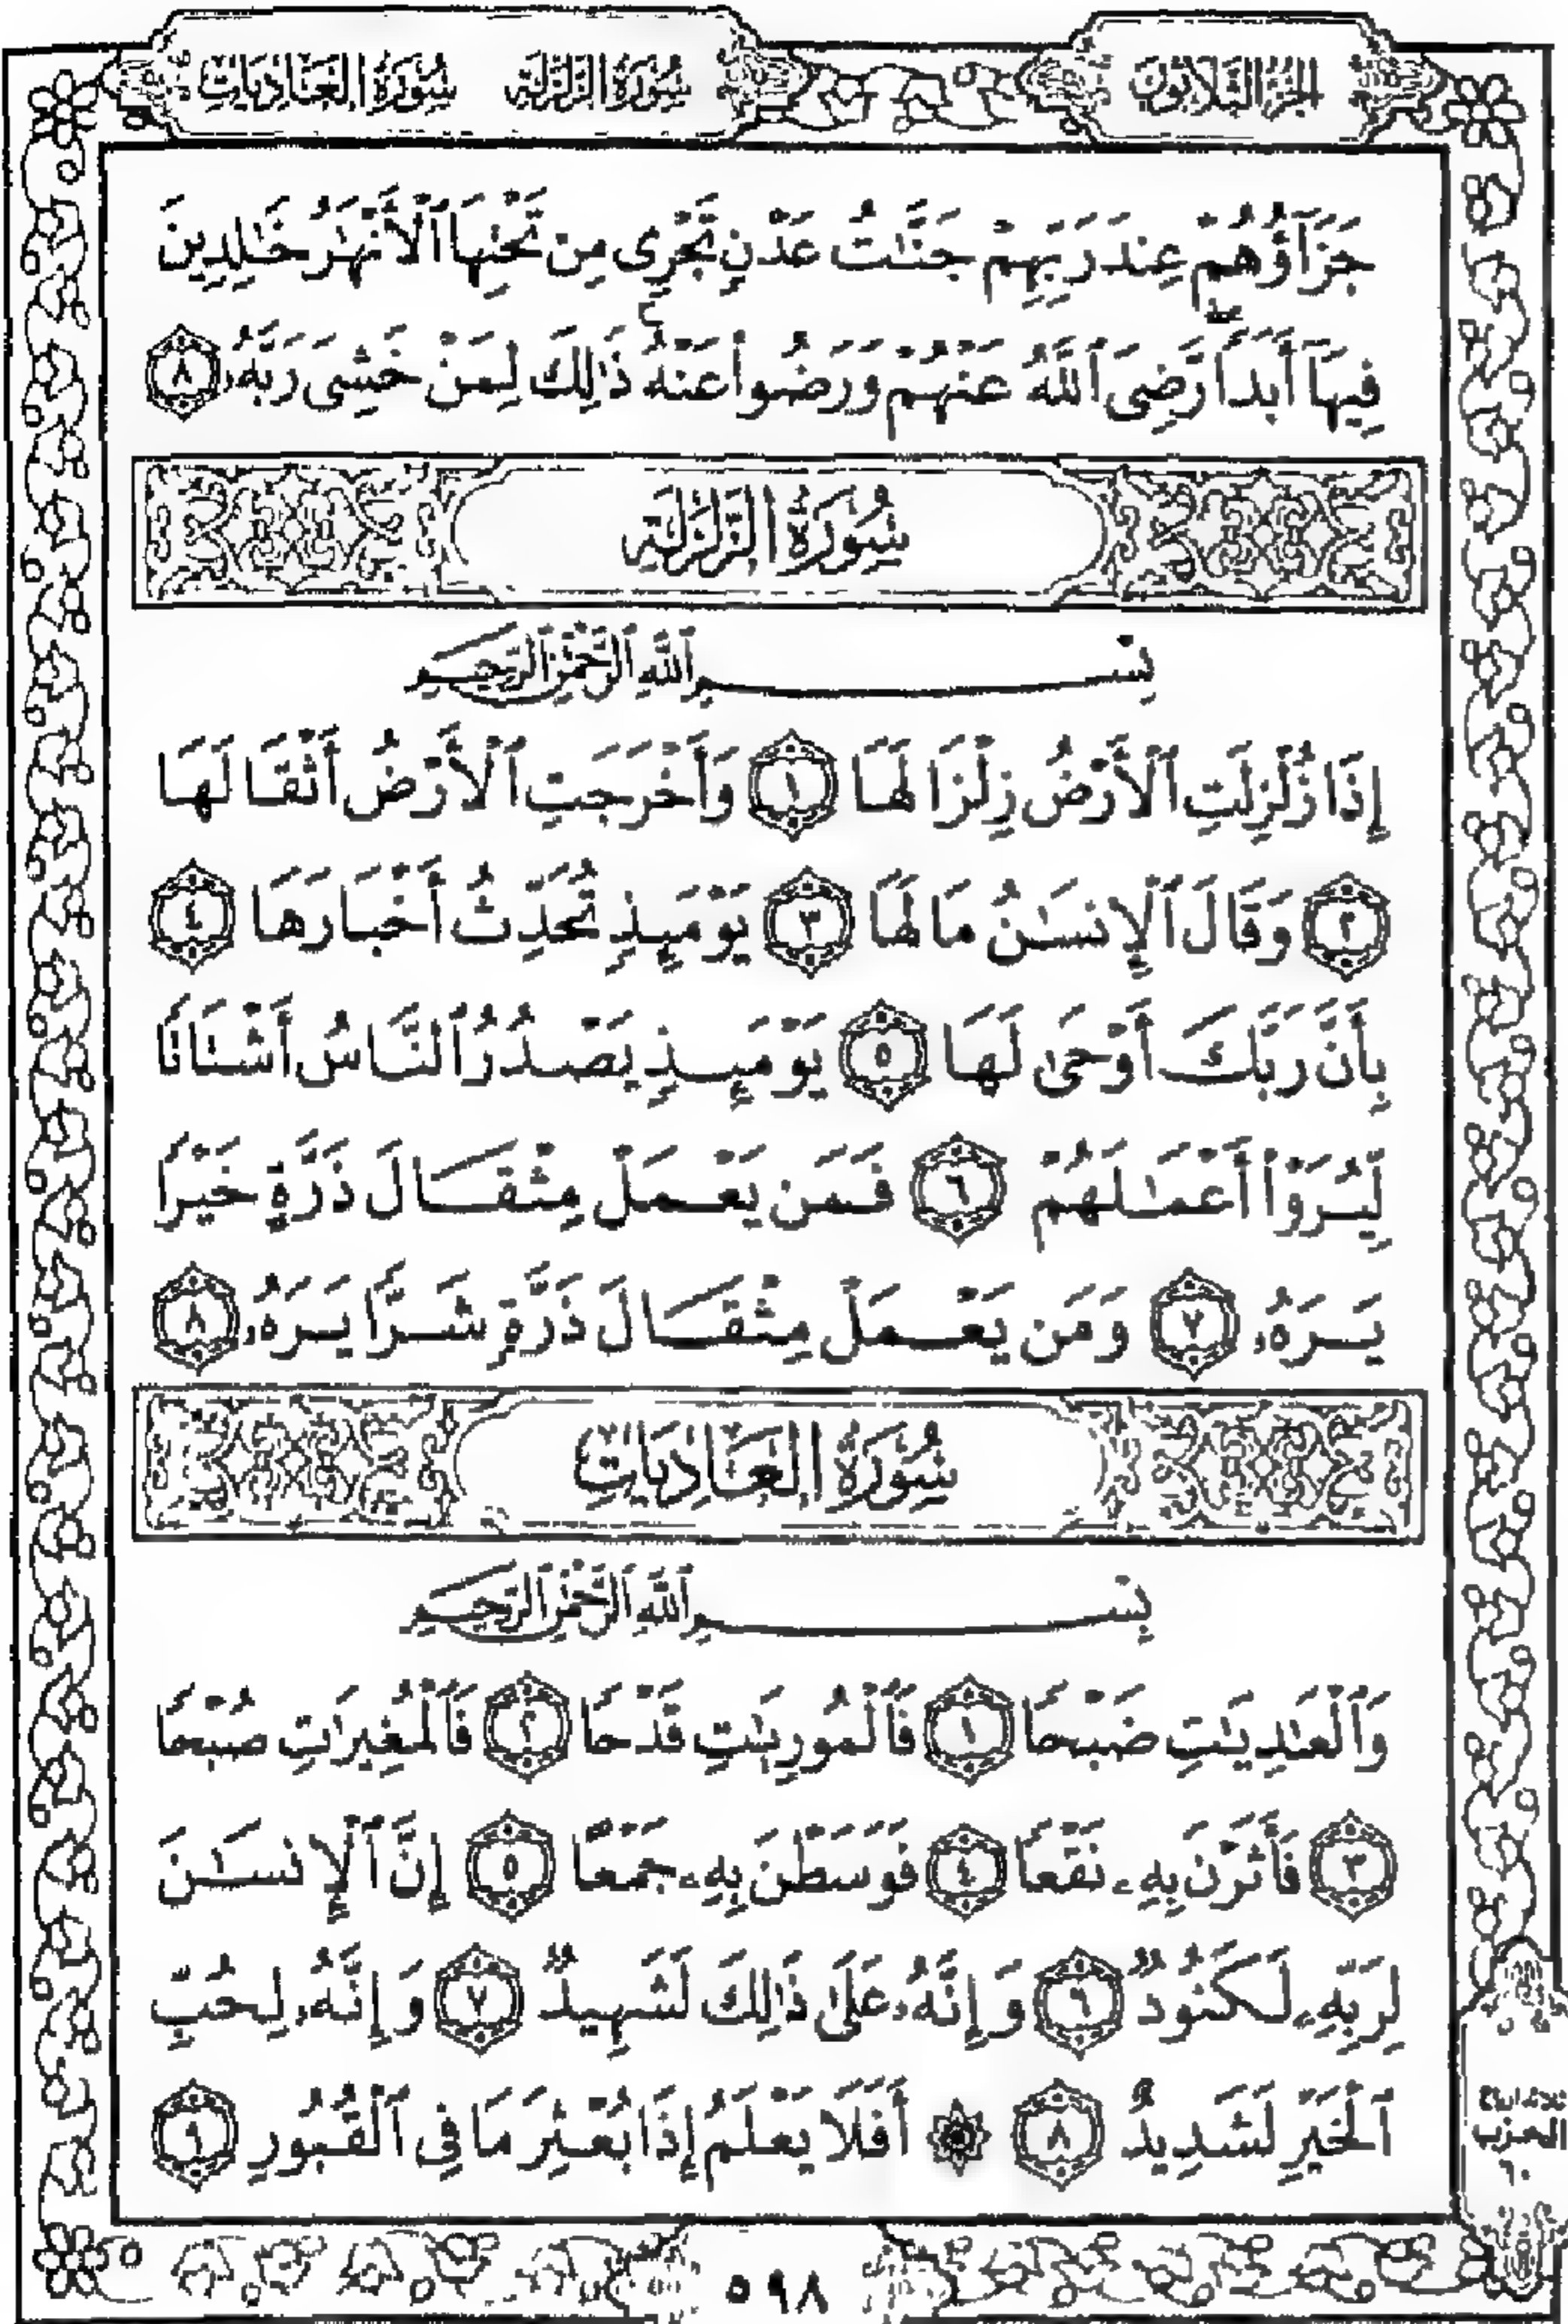 الجزء الثلاثون
سورة الزلزلة سورة العاديات
جَزَآؤُهُمْ عِندَ رَبِّهِمْ جَنَّٰتُ عَدْنٍ تَجْرِى مِن تَحْتِهَا ٱلْأَنْهَٰرُ خَٰلِدِينَ
فِيهَآ أَبَدًا رَّضِىَ ٱللَّهُ عَنْهُمْ وَرَضُوا۟ عَنْهُ ذَٰلِكَ لِمَنْ خَشِىَ رَبَّهُۥ ٨
سُورَةُ الزَّلْزَلَةِ
بِسْمِ ٱللَّهِ ٱلرَّحْمَٰنِ ٱلرَّحِيمِ
إِذَا زُلْزِلَتِ ٱلْأَرْضُ زِلْزَالَهَا ١ وَأَخْرَجَتِ ٱلْأَرْضُ أَثْقَالَهَا
٢ وَقَالَ ٱلْإِنسَٰنُ مَا لَهَا ٣ يَوْمَئِذٍ تُحَدِّثُ أَخْبَارَهَا ٤
بِأَنَّ رَبَّكَ أَوْحَىٰ لَهَا ٥ يَوْمَئِذٍ يَصْدُرُ ٱلنَّاسُ أَشْتَاتًا
لِّيُرَوْا۟ أَعْمَٰلَهُمْ ٦ فَمَن يَعْمَلْ مِثْقَالَ ذَرَّةٍ خَيْرًا
يَرَهُۥ ٧ وَمَن يَعْمَلْ مِثْقَالَ ذَرَّةٍ شَرًّا يَرَهُۥ ٨
سُورَةُ العَادِيَاتِ
بِسْمِ ٱللَّهِ ٱلرَّحْمَٰنِ ٱلرَّحِيمِ
وَٱلْعَٰدِيَٰتِ ضَبْحًا ١ فَٱلْمُورِيَٰتِ قَدْحًا ٢ فَٱلْمُغِيرَٰتِ صُبْحًا
٣ فَأَثَرْنَ بِهِۦ نَقْعًا ٤ فَوَسَطْنَ بِهِۦ جَمْعًا ٥ إِنَّ ٱلْإِنسَٰنَ
لِرَبِّهِۦ لَكَنُودٌ ٦ وَإِنَّهُۥ عَلَىٰ ذَٰلِكَ لَشَهِيدٌ ٧ وَإِنَّهُۥ لِحُبِّ
ٱلْخَيْرِ لَشَدِيدٌ ٨ ۞ أَفَلَا يَعْلَمُ إِذَا بُعْثِرَ مَا فِى ٱلْقُبُورِ ٩
الحزب
٦٠
٥٩٨